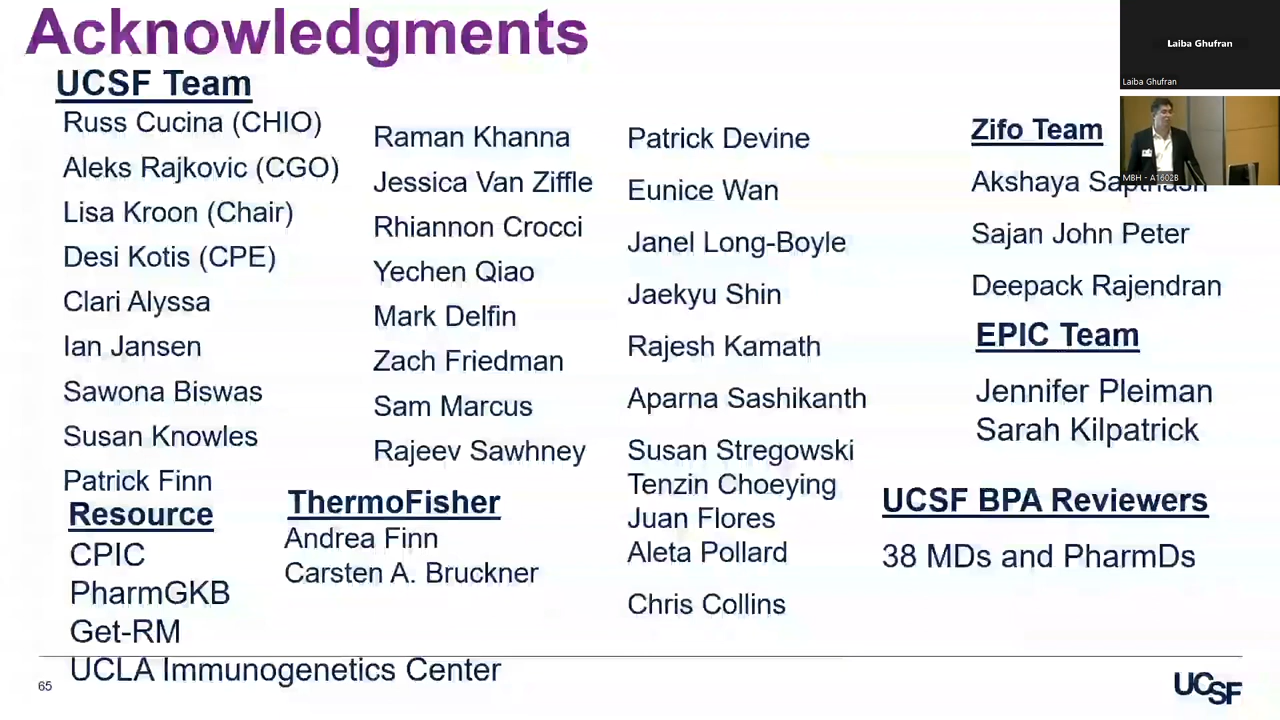 Acknowledgments
UCSF Team
Russ Cucina (CHIO)
Aleks Rajkovic (CGO)
Lisa Kroon (Chair)
Desi Kotis (CPE)
Clari Alyssa
Ian Jansen
Sawona Biswas
Susan Knowles
Patrick Finn
Raman Khanna
Jessica Van Ziffle
Rhiannon Crocci
Yechen Qiao
Mark Delfin
Zach Friedman
Sam Marcus
Rajeev Sawhney
Patrick Devine
Eunice Wan
Janel Long-Boyle
Jaekyu Shin
Rajesh Kamath
Aparna Sashikanth
Susan Stregowski
Tenzin Choeying
Juan Flores
Aleta Pollard
Chris Collins
Zifo Team
Akshaya
Sajan John Peter
Deepack Rajendran
EPIC Team
Jennifer Pleiman
Sarah Kilpatrick
UCSF BPA Reviewers
38 MDs and PharmDs
Resource
CPIC
PharmGKB
Get-RM
UCLA Immunogenetics Center
ThermoFisher
Andrea Finn
Carsten A. Bruckner
65
UCSF
Laiba Ghufran
Laiba Ghufran
MBH - A1602B